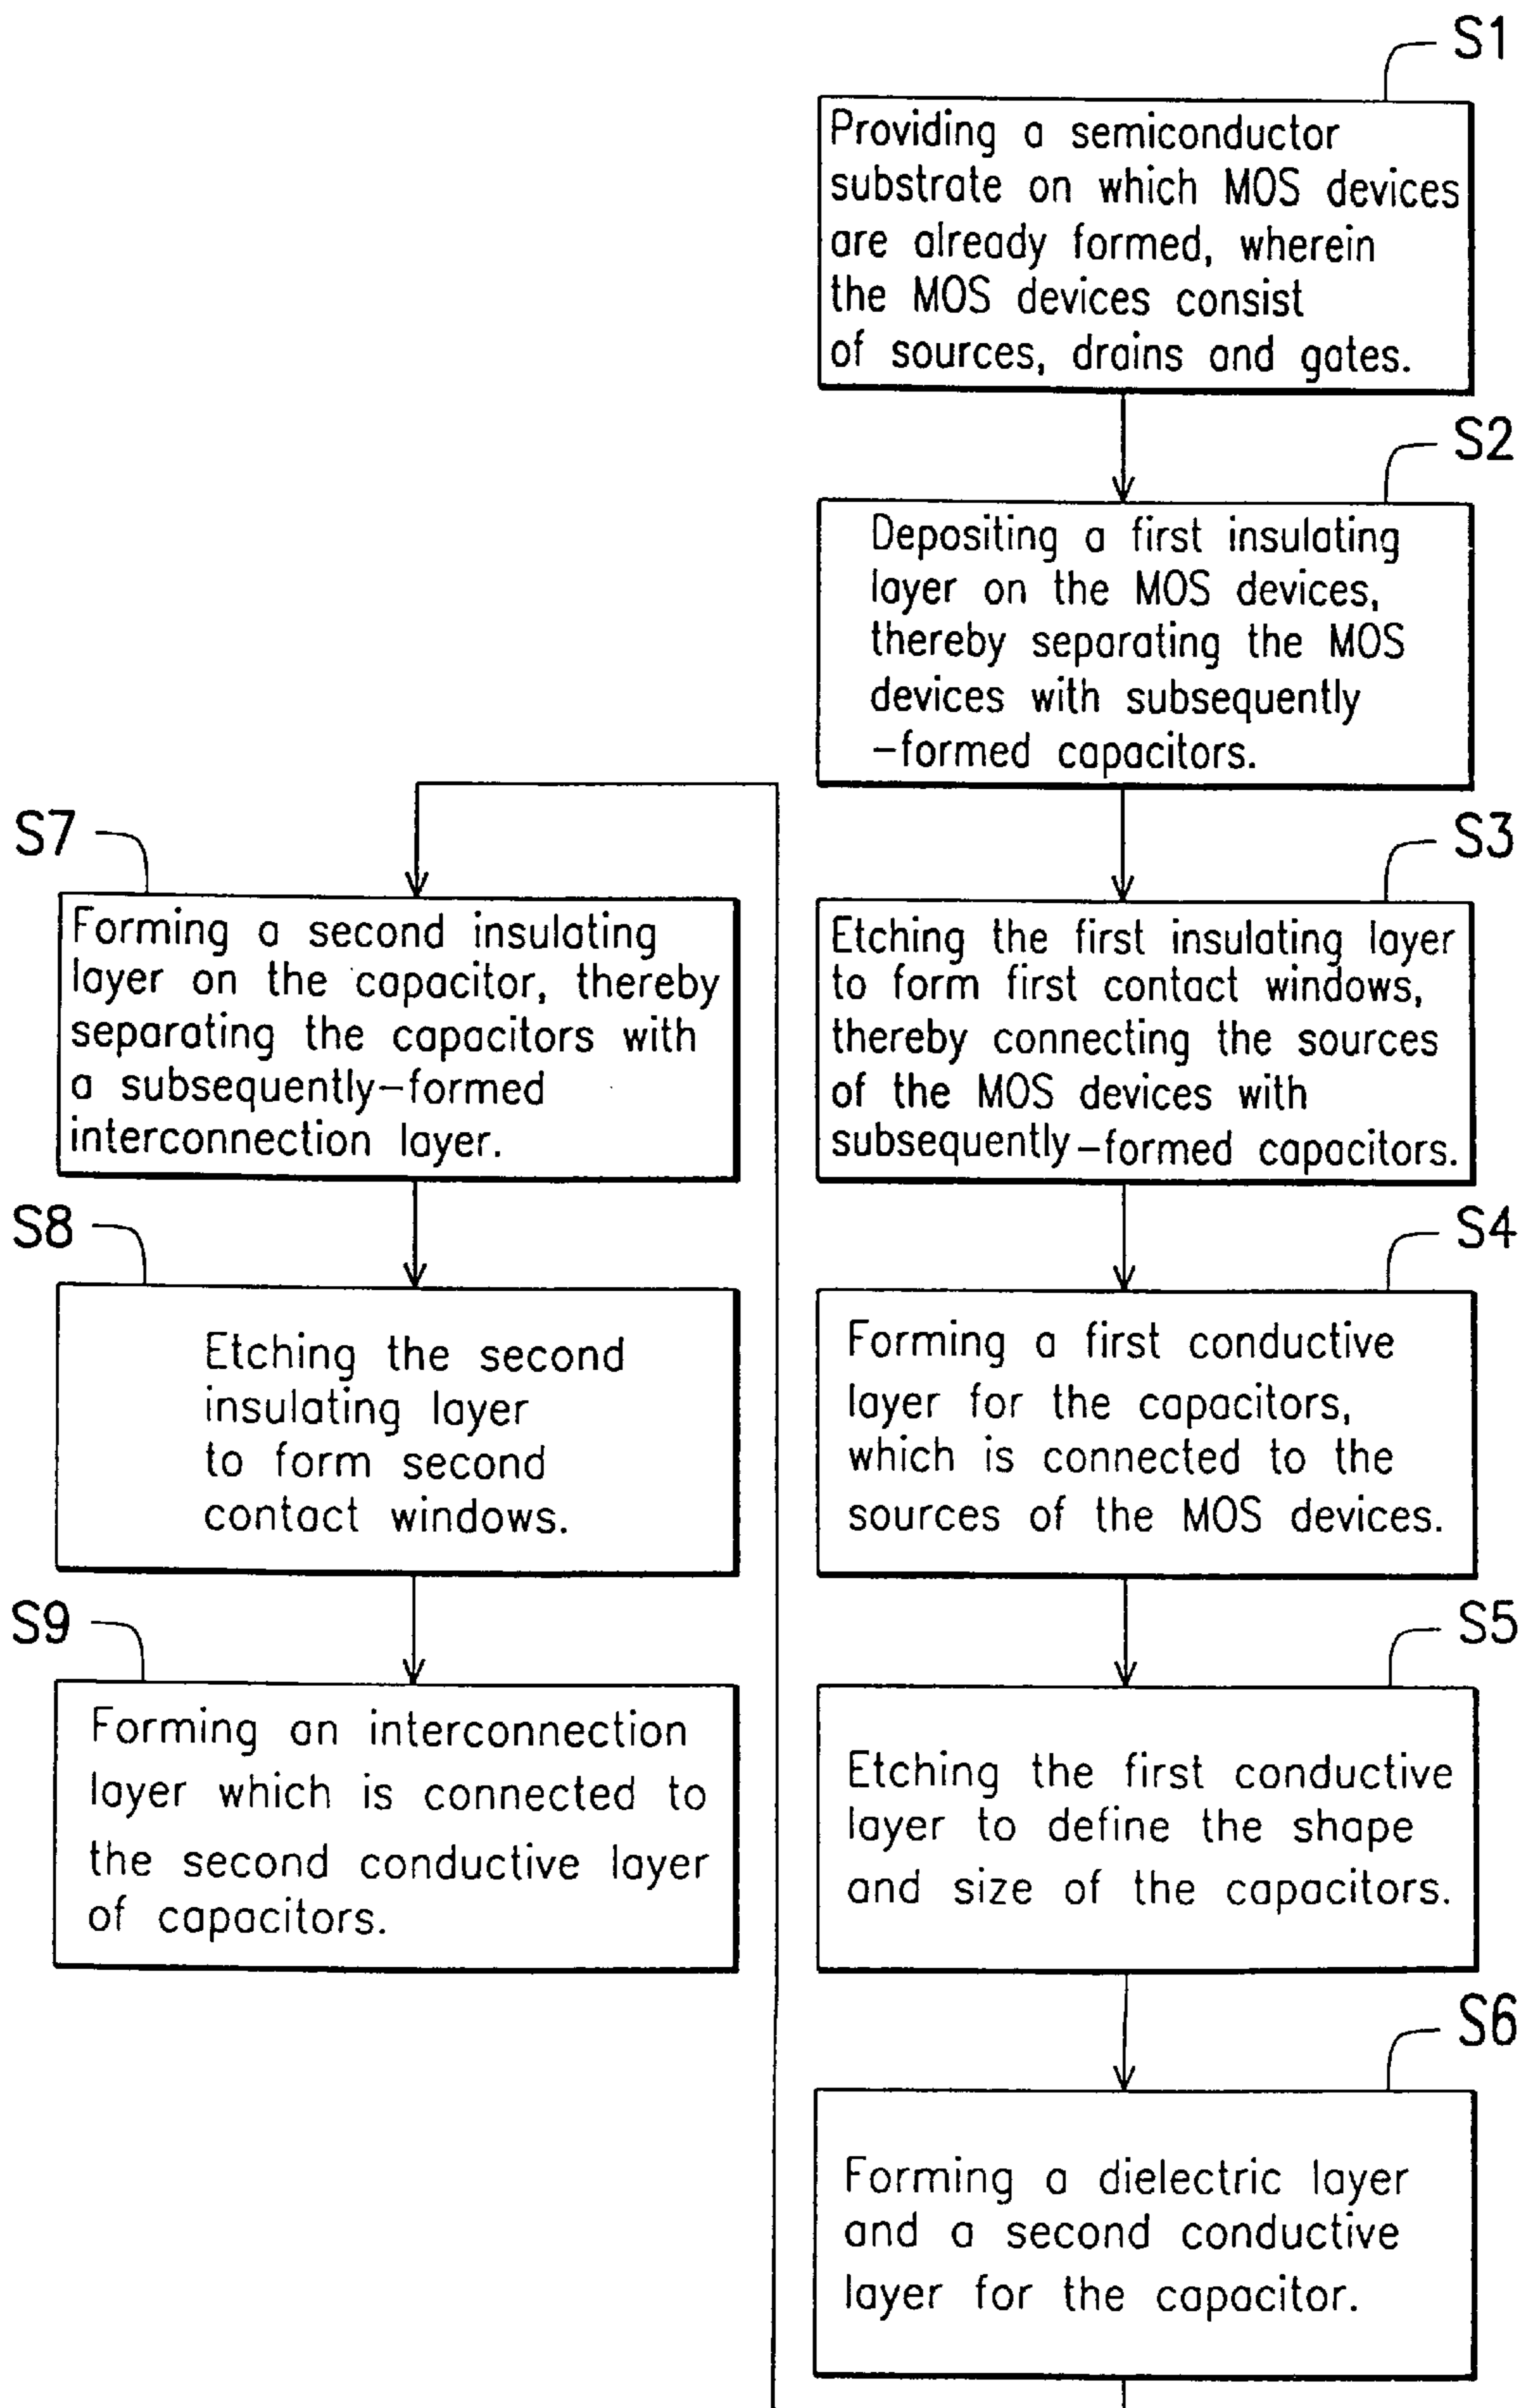 S1
Providing a semiconductor
substrate on which MOS devices
are already formed, wherein
the MOS devices consist
of sources, drains and gates.
S2
Depositing a first insulating
layer on the MOS devices,
thereby separating the MOS
devices with subsequently
-formed capacitors.
S3
Etching the first insulating layer
to form first contact windows,
thereby connecting the sources
of the MOS devices with
subsequently-formed capacitors.
S4
Forming a first conductive
layer for the capacitors,
which is connected to the
sources of the MOS devices.
S5
Etching the first conductive
layer to define the shape
and size of the capacitors.
S6
Forming a dielectric layer
and a second conductive
layer for the capacitor.
S7
Forming a second insulating
layer on the capacitor, thereby
separating the capacitors with
a subsequently-formed
interconnection layer.
S8
Etching the second
insulating layer
to form second
contact windows.
S9
Forming an interconnection
layer which is connected to
the second conductive layer
of capacitors.